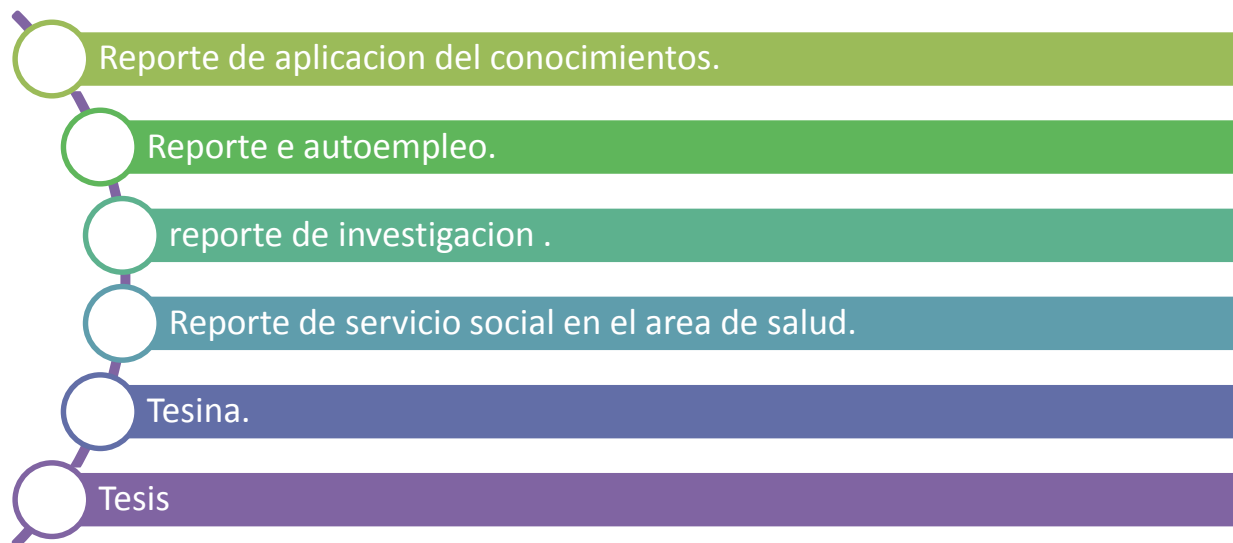 Reporte de aplicacion del conocimientos.
Reporte e autoempleo.
reporte de investigacion .
Reporte de servicio social en el area de salud.
Tesina.
Tesis